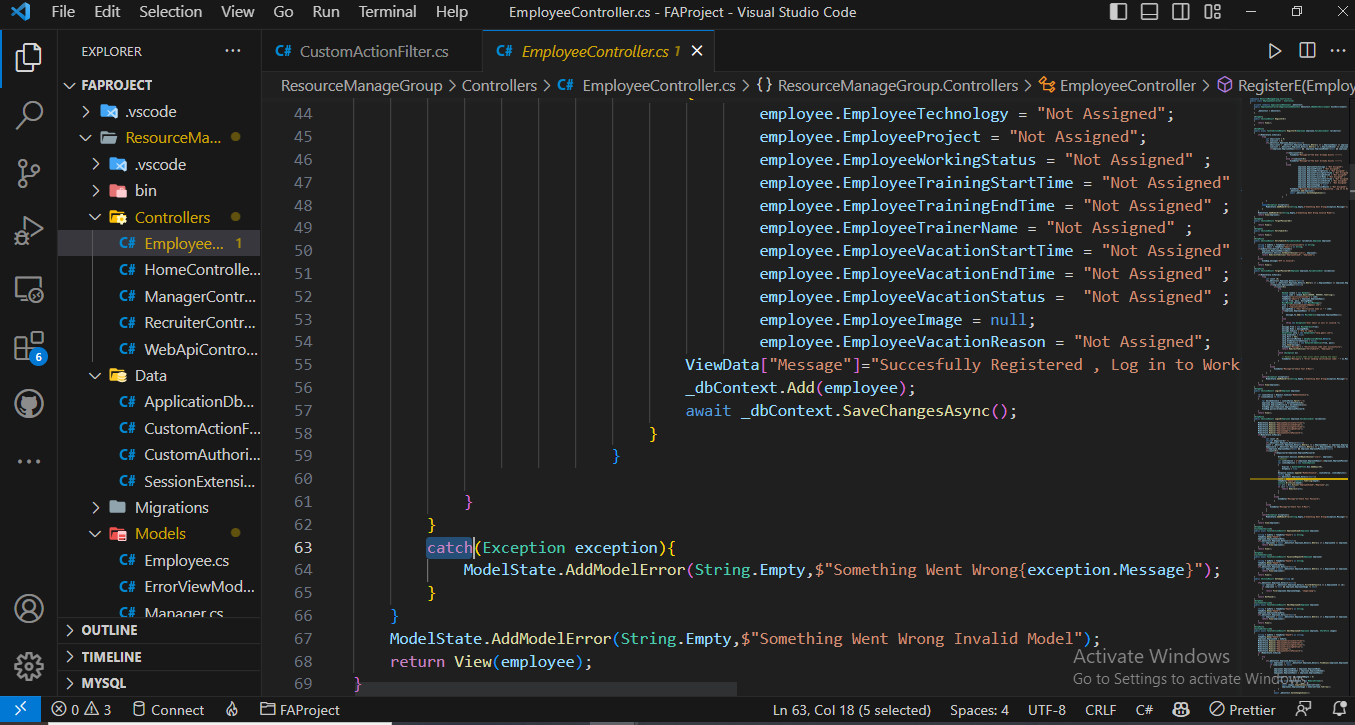 File Edit Selection View Go Run Terminal Help EmployeeController.cs - FAProject - Visual Studio Code
EXPLORER ···
C# CustomActionFilter.cs
C# EmployeeController.cs 1
FAPROJECT
ResourceManageGroup > Controllers > C# EmployeeController.cs > {} ResourceManageGroup.Controllers > EmployeeController > RegisterE(Employ
.vscode
ResourceMa...
.vscode
bin
Controllers
C# Employee... 1
C# HomeControlle...
C# ManagerContr...
C# RecruiterContr...
C# WebApiContro...
Data
C# ApplicationDb...
C# CustomActionF...
C# CustomAuthori...
C# SessionExtensi...
Migrations
Models
C# Employee.cs
C# ErrorViewMod...
C# Manager.cs
OUTLINE
TIMELINE
MYSQL
6
44 employee.EmployeeTechnology = "Not Assigned";
45 employee.EmployeeProject = "Not Assigned";
46 employee.EmployeeWorkingStatus = "Not Assigned" ;
47 employee.EmployeeTrainingStartTime = "Not Assigned"
48 employee.EmployeeTrainingEndTime = "Not Assigned" ;
49 employee.EmployeeTrainerName = "Not Assigned" ;
50 employee.EmployeeVacationStartTime = "Not Assigned"
51 employee.EmployeeVacationEndTime = "Not Assigned" ;
52 employee.EmployeeVacationStatus =  "Not Assigned" ;
53 employee.EmployeeImage = null;
54 employee.EmployeeVacationReason = "Not Assigned";
55 ViewData["Message"]="Succesfully Registered , Log in to Work
56 _dbContext.Add(employee);
57 await _dbContext.SaveChangesAsync();
58 }
59 }
60
61 }
62 }
63 catch(Exception exception){
64 ModelState.AddModelError(String.Empty,$"Something Went Wrong{exception.Message}");
65 }
66 }
67 ModelState.AddModelError(String.Empty,$"Something Went Wrong Invalid Model");
68 return View(employee);
69 }
Activate Windows
Go to Settings to activate Windows.
0 3 Connect FAProject Ln 63, Col 18 (5 selected) Spaces: 4 UTF-8 CRLF C# Prettier